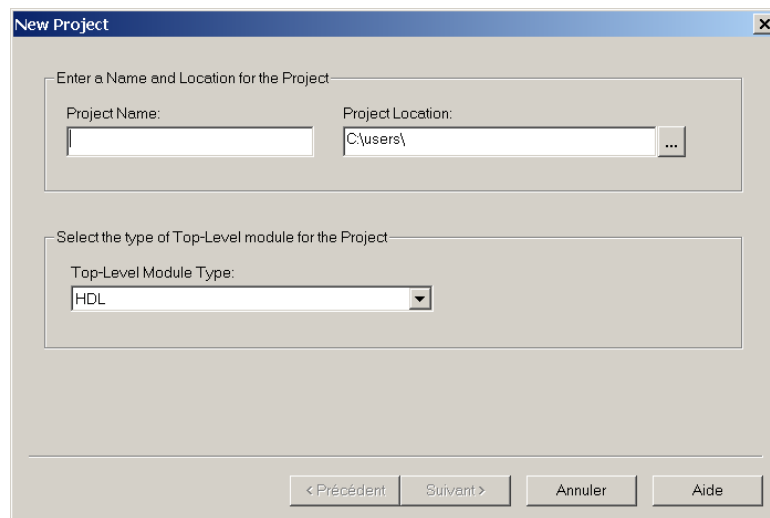 New Project
Enter a Name and Location for the Project
Project Name: Project Location:
C:\users\ ...
Select the type of Top-Level module for the Project
Top-Level Module Type:
HDL
< Précédent Suivant > Annuler Aide